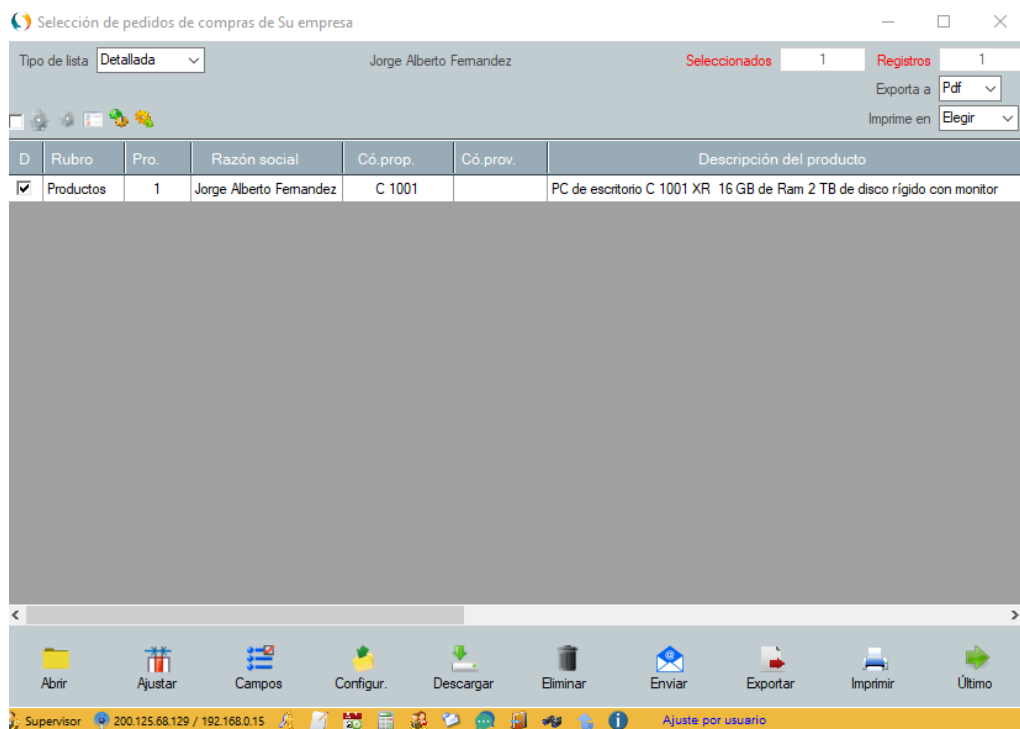 Selección de pedidos de compras de Su empresa
Tipo de lista Detallada Jorge Alberto Fernandez Seleccionados 1 Registros 1
Exporta a Pdf
Imprime en Elegir
D Rubro Pro. Razón social Có.prop. Có.prov. Descripción del producto
Productos 1 Jorge Alberto Fernandez C 1001 PC de escritorio C 1001 XR 16 GB de Ram 2 TB de disco rígido con monitor
Abrir Ajustar Campos Configur. Descargar Eliminar Enviar Exportar Imprimir Último
Supervisor 200.125.68.129 / 192.168.0.15 Ajuste por usuario